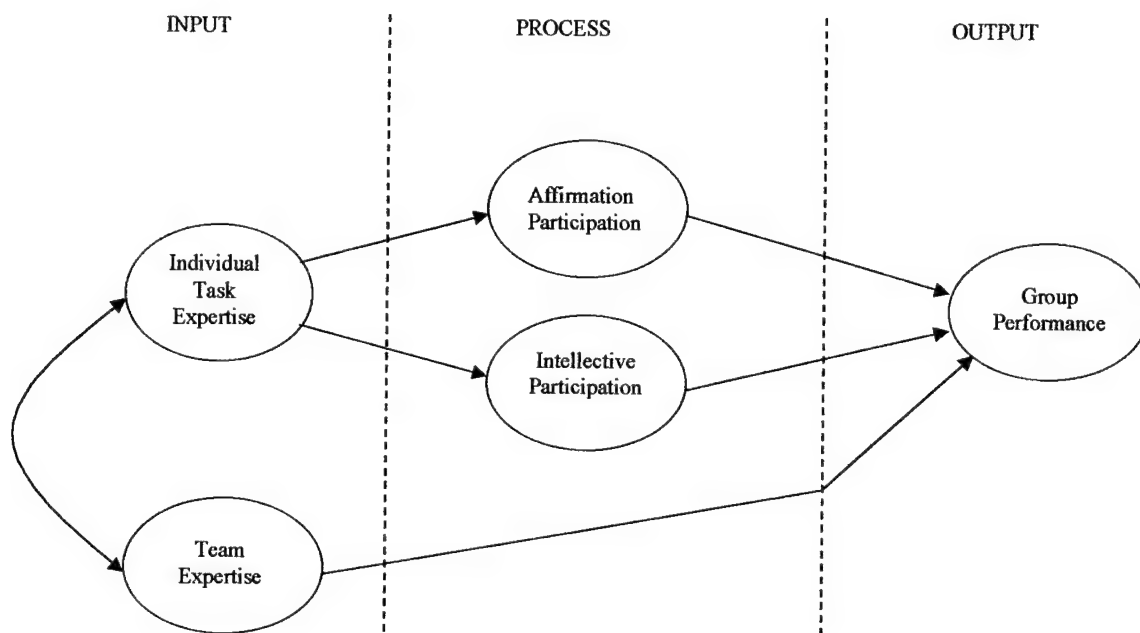 INPUT
PROCESS
OUTPUT
Affirmation
Participation
Individual
Task
Expertise
Group
Performance
Intellective
Participation
Team
Expertise